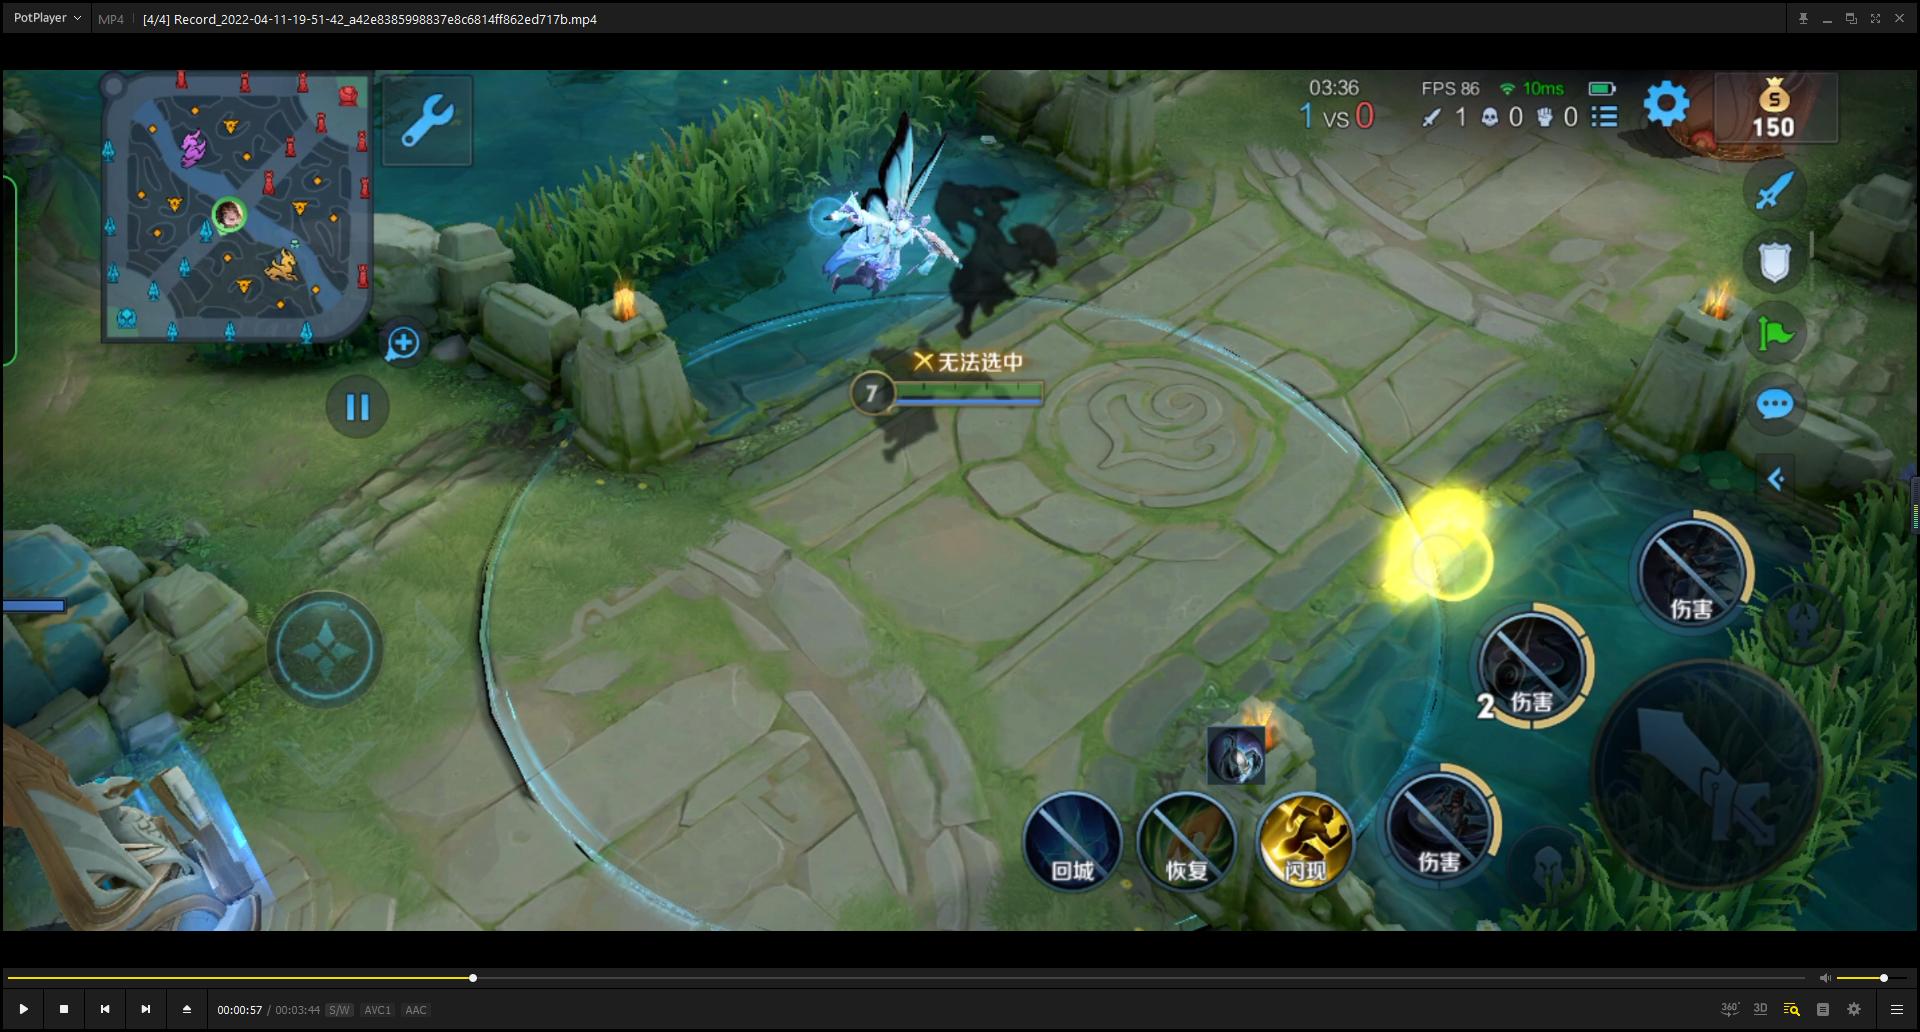 PotPlayer
MP4
[4/4] Record_2022-04-11-19-51-42_a42e8385998837e8c6814ff862ed717b.mp4
03:36
FPS 86
10ms
1 VS 0
1
0
0
150
无法选中
7
伤害
2 伤害
伤害
回城
恢复
闪现
00:00:57 / 00:03:44
S/W
AVC1
AAC
360°
3D